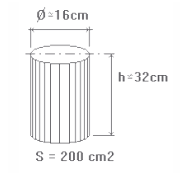 Ø≃16cm
h≃32cm
S = 200 cm2